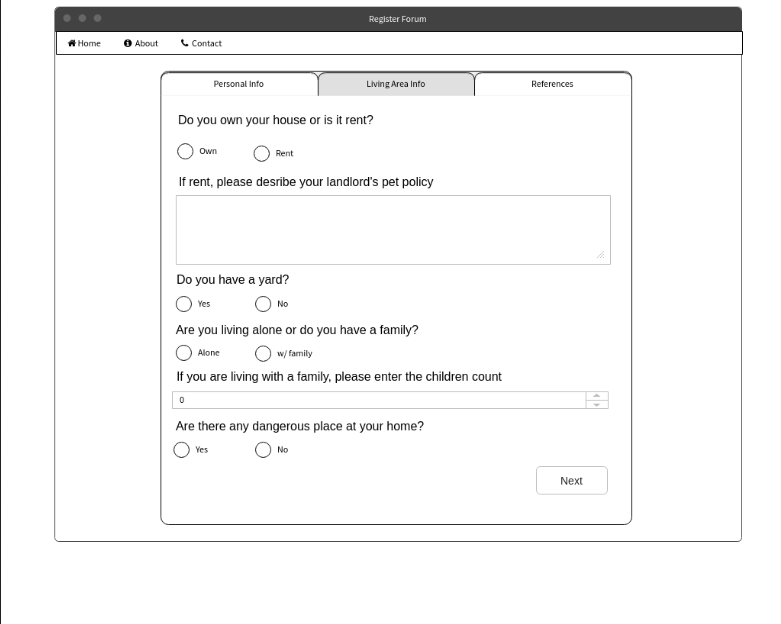 Register Forum
Home About Contact
Personal Info Living Area Info References
Do you own your house or is it rent?
Own Rent
If rent, please desribe your landlord's pet policy
Do you have a yard?
Yes No
Are you living alone or do you have a family?
Alone w/ family
If you are living with a family, please enter the children count
0
Are there any dangerous place at your home?
Yes No
Next